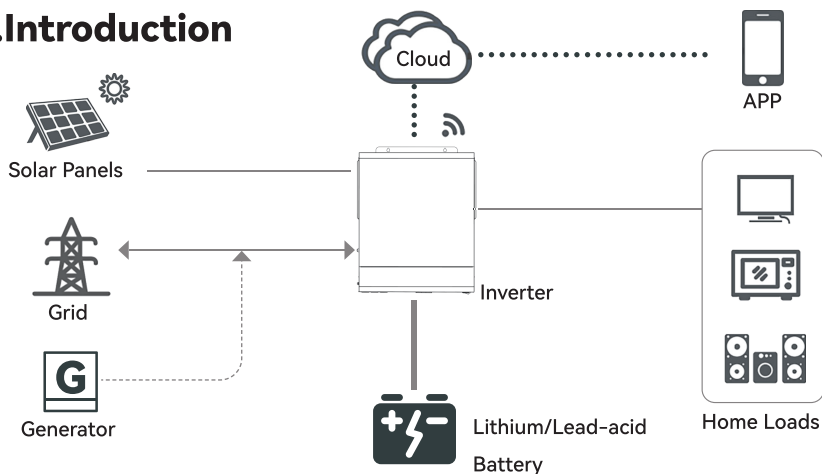 .Introduction
Cloud
APP
Solar Panels
Grid
Inverter
G
Generator
Home Loads
Lithium/Lead-acid
Battery